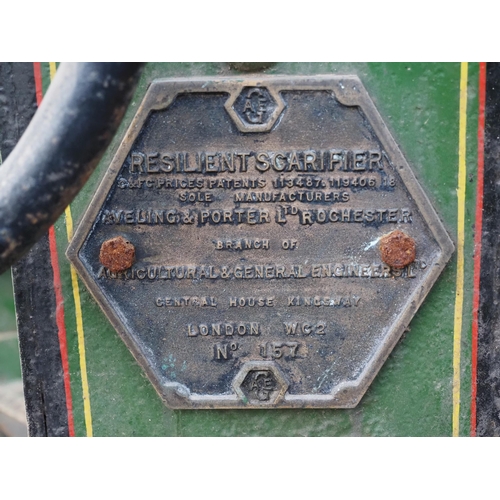 AGE
RESILIENT SCARIFIER
G&F.C. PRICES PATENTS 113487. 119406. 18
SOLE MANUFACTURERS
AVELING & PORTER LTD ROCHESTER
BRANCH OF
AGRICULTURAL & GENERAL ENGINEERS LTD
CENTRAL HOUSE KINGSWAY
LONDON WC2
No 157
AGE